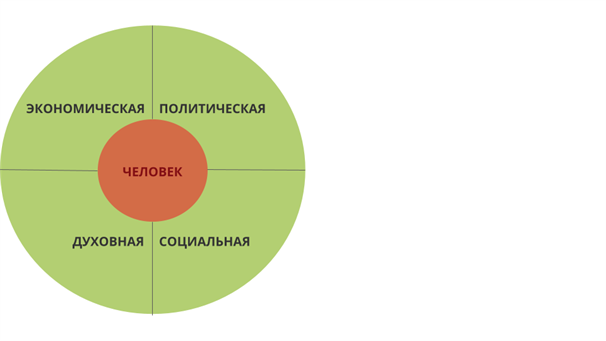 ЭКОНОМИЧЕСКАЯ ПОЛИТИЧЕСКАЯ
ЧЕЛОВЕК
ДУХОВНАЯ СОЦИАЛЬНАЯ